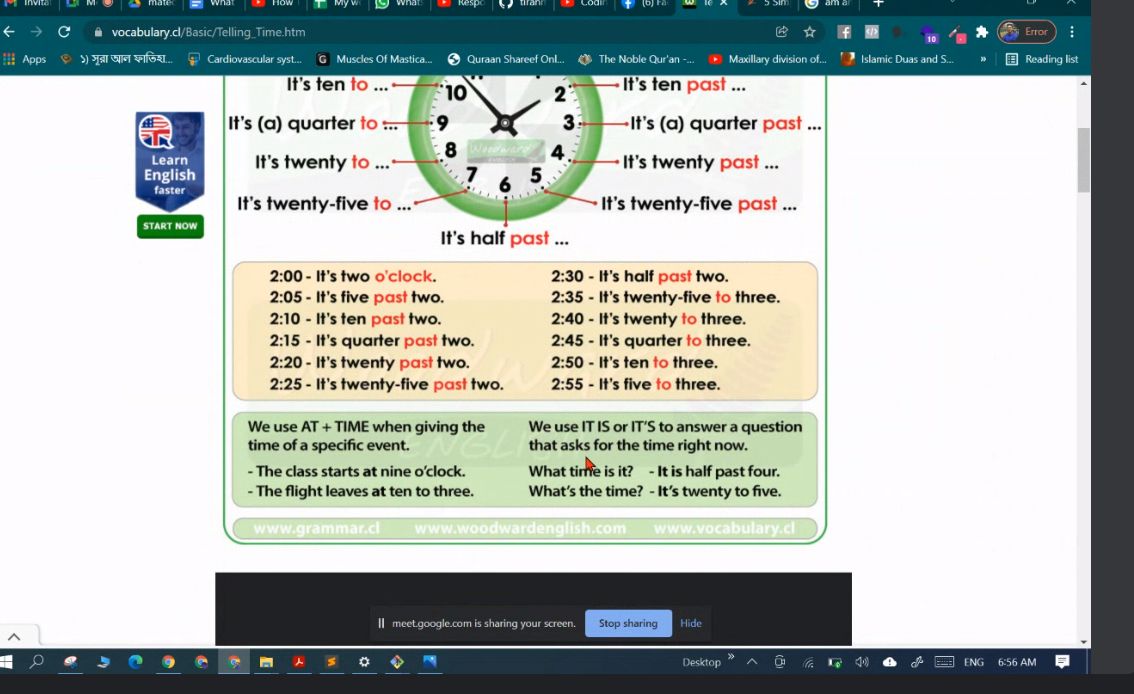 Invita
M
matec
What
How
My w
What
Respo
tiranm
Codin
(6) Fa
Te
5 Sim
am ar
vocabulary.cl/Basic/Telling_Time.htm
10
Error
Apps
Cardiovascular syst...
Muscles Of Mastica...
Quraan Shareef Onl...
The Noble Qur'an -...
Maxillary division of...
Islamic Duas and S...
»
Reading list
It's ten to ...
10
2
It's ten past ...
It's (a) quarter to ...
9
3
It's (a) quarter past ...
Learn
English
faster
START NOW
It's twenty to ...
8
Woodward
4
It's twenty past ...
It's twenty-five to ...
7
6
5
It's twenty-five past ...
It's half past ...
2:00 - It's two o'clock.
2:05 - It's five past two.
2:10 - It's ten past two.
2:15 - It's quarter past two.
2:20 - It's twenty past two.
2:25 - It's twenty-five past two.
2:30 - It's half past two.
2:35 - It's twenty-five to three.
2:40 - It's twenty to three.
2:45 - It's quarter to three.
2:50 - It's ten to three.
2:55 - It's five to three.
We use AT + TIME when giving the
time of a specific event.
- The class starts at nine o'clock.
- The flight leaves at ten to three.
We use IT IS or IT'S to answer a question
that asks for the time right now.
What time is it? - It is half past four.
What's the time? - It's twenty to five.
www.grammar.cl www.woodwardenglish.com www.vocabulary.cl
meet.google.com is sharing your screen.
Stop sharing
Hide
Desktop
»
ENG
6:56 AM